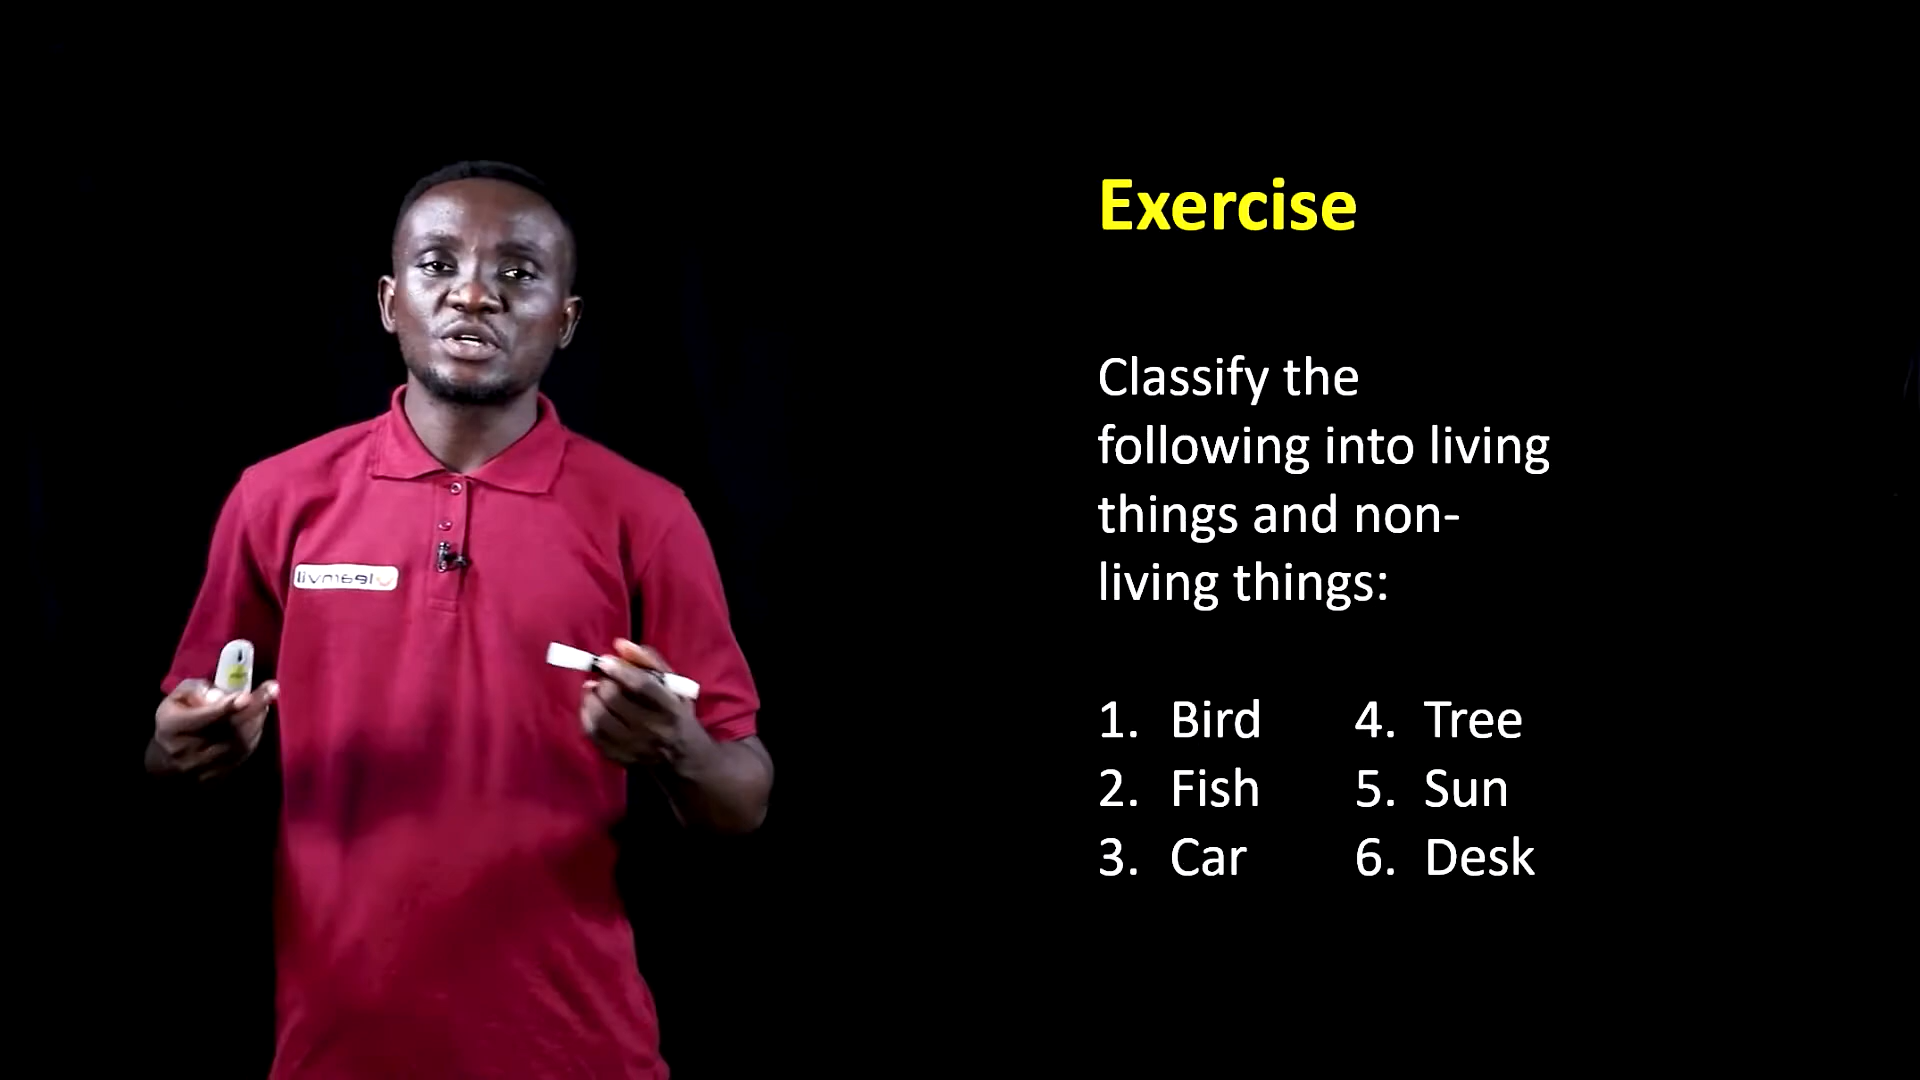 Exercise
Classify the
following into living
things and non-
living things:
1. Bird
2. Fish
3. Car
4. Tree
5. Sun
6. Desk